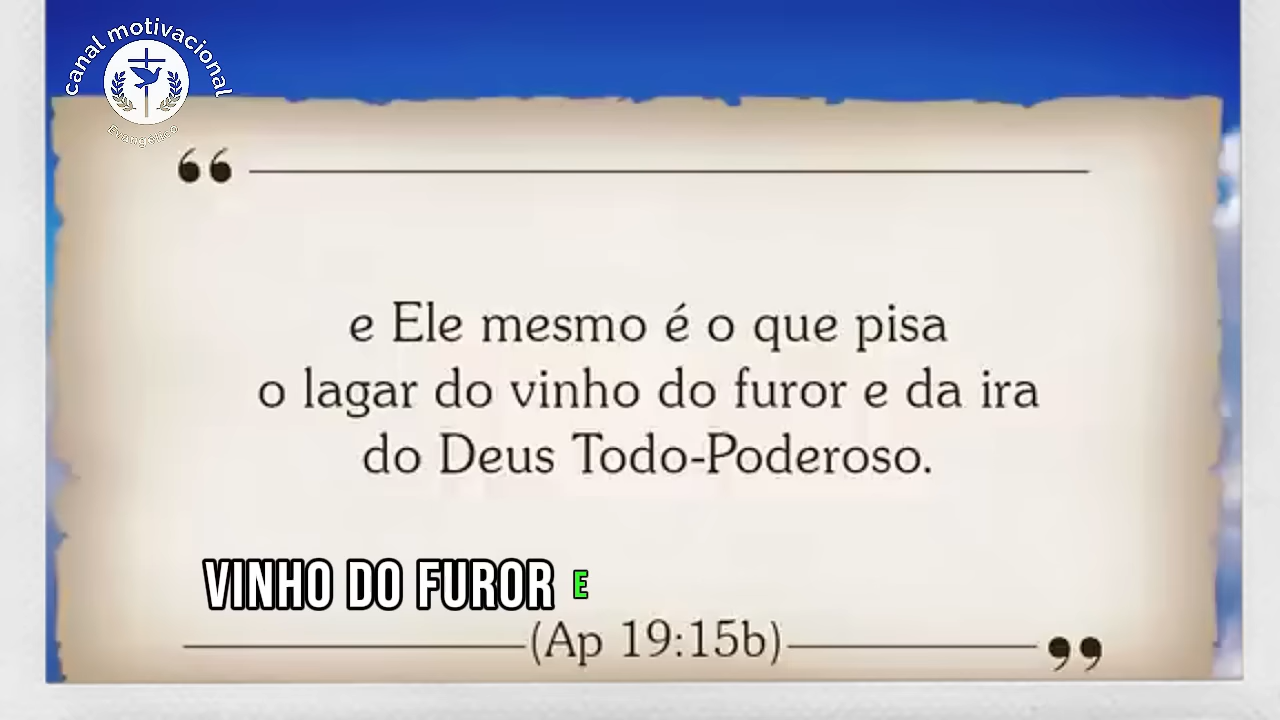 canal motivacional
Evangélico
“
e Ele mesmo é o que pisa
o lagar do vinho do furor e da ira
do Deus Todo-Poderoso.
VINHO DO FUROR E
(Ap 19:15b)
”